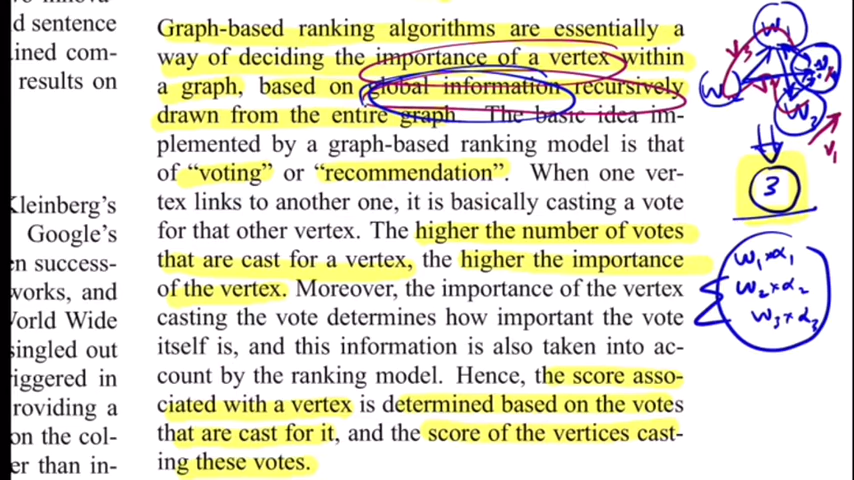 d sentence
ined com-
results on
Kleinberg's
Google's
n success-
works, and
World Wide
singled out
iggered in
roviding a
on the col-
er than in-
Graph-based ranking algorithms are essentially a
way of deciding the importance of a vertex within
a graph, based on global information recursively
drawn from the entire graph. The basic idea im-
plemented by a graph-based ranking model is that
of “voting” or “recommendation”. When one ver-
tex links to another one, it is basically casting a vote
for that other vertex. The higher the number of votes
that are cast for a vertex, the higher the importance
of the vertex. Moreover, the importance of the vertex
casting the vote determines how important the vote
itself is, and this information is also taken into ac-
count by the ranking model. Hence, the score asso-
ciated with a vertex is determined based on the votes
that are cast for it, and the score of the vertices cast-
ing these votes.
W1
V3
W2
V1
3
W1×α1
W2×α2
W3×α3